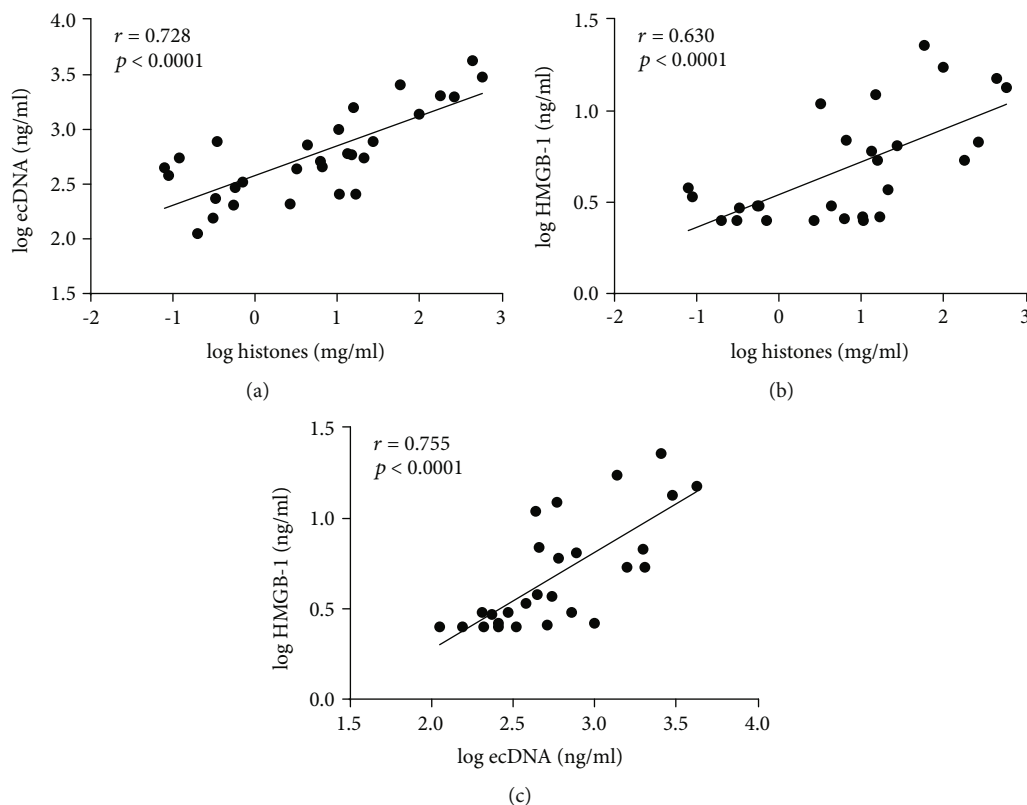 r = 0.728
p < 0.0001
4.0
3.5
3.0
2.5
2.0
1.5
log ecDNA (ng/ml)
-2 -1 0 1 2 3
log histones (mg/ml)
(a)
r = 0.630
p < 0.0001
1.5
1.0
0.5
0.0
log HMGB-1 (ng/ml)
-2 -1 0 1 2 3
log histones (mg/ml)
(b)
r = 0.755
p < 0.0001
1.5
1.0
0.5
0.0
log HMGB-1 (ng/ml)
1.5 2.0 2.5 3.0 3.5 4.0
log ecDNA (ng/ml)
(c)